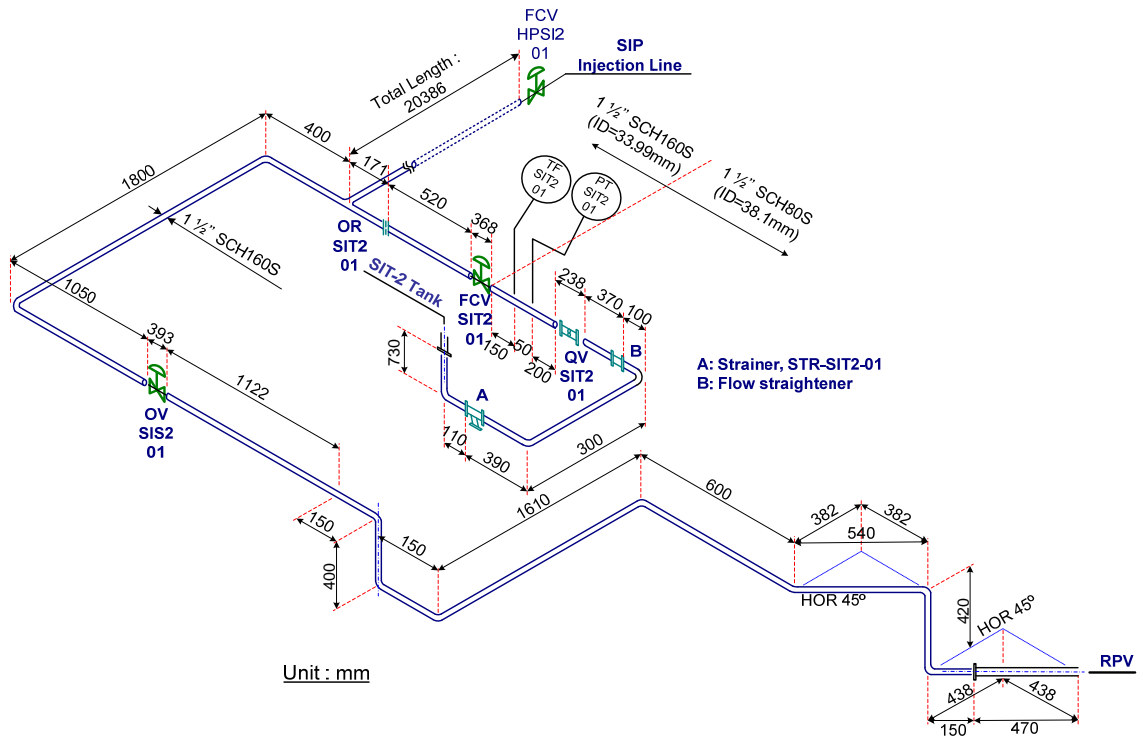 FCV
HPSI2
01
SIP
Injection Line
Total Length :
20386
1 ½" SCH160S
(ID=33.99mm)
1 ½" SCH80S
(ID=38.1mm)
400
171
520
368
1800
TF
SIT2
01
PT
SIT2
01
1 ½" SCH160S
OR
SIT2
01
SIT-2 Tank
FCV
SIT2
01
238
370
100
1050
393
1122
150
50
200
QV
SIT2
01
B
730
A
A: Strainer, STR-SIT2-01
B: Flow straightener
OV
SIS2
01
110
390
300
1610
600
382
382
540
150
150
400
HOR 45º
420
HOR 45º
RPV
Unit : mm
438
438
150
470